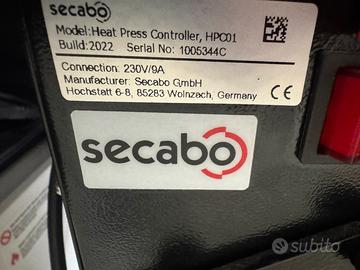 secabo
Model:Heat Press Controller, HPC01
Build:2022 Serial No: 1005344C
Connection: 230V/9A
Manufacturer: Secabo GmbH
Hochstatt 6-8, 85283 Wolnzach, Germany
CE
secabo
subito